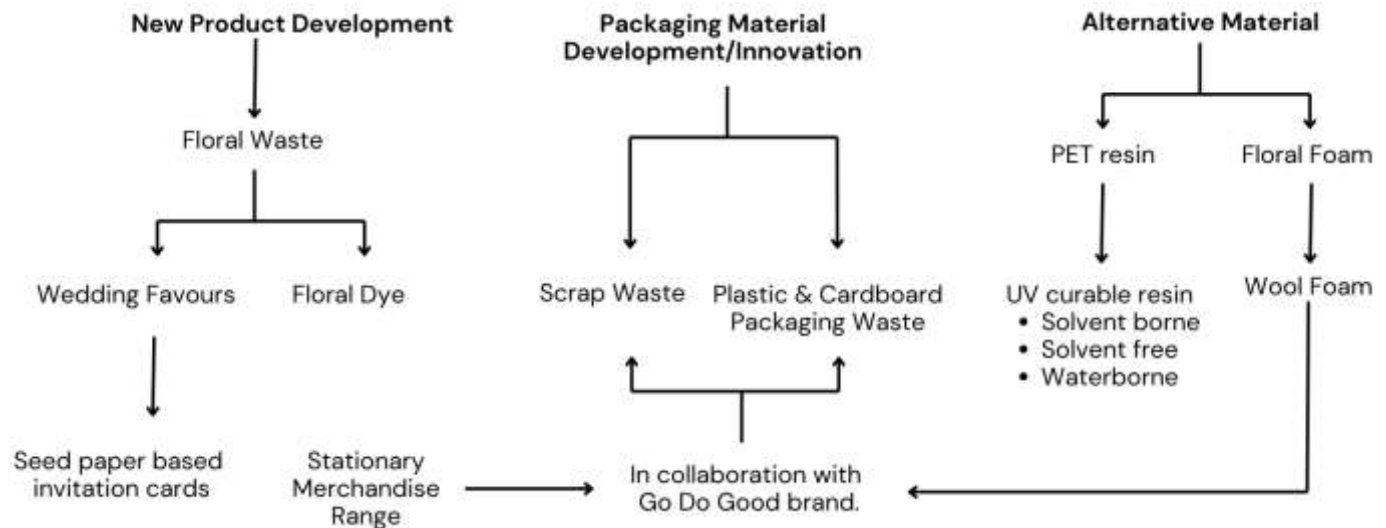 New Product Development
Packaging Material
Development/Innovation
Alternative Material
Floral Waste
PET resin
Floral Foam
Wedding Favours
Floral Dye
Scrap Waste
Plastic & Cardboard
Packaging Waste
UV curable resin
• Solvent borne
• Solvent free
• Waterborne
Wool Foam
Seed paper based
invitation cards
Stationary
Merchandise
Range
In collaboration with
Go Do Good brand.